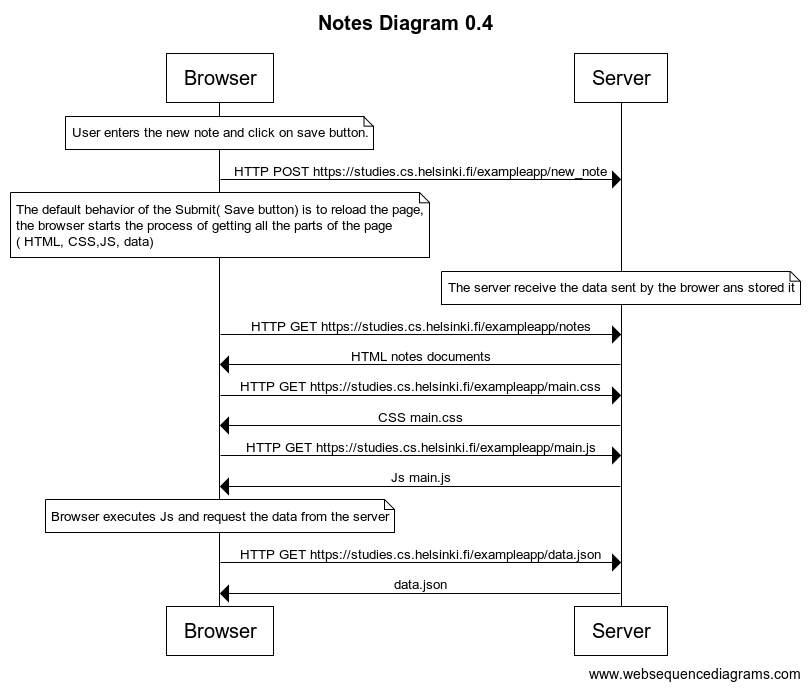 Notes Diagram 0.4
Browser
Server
User enters the new note and click on save button.
HTTP POST https://studies.cs.helsinki.fi/exampleapp/new_note
The default behavior of the Submit( Save button) is to reload the page,
the browser starts the process of getting all the parts of the page
( HTML, CSS,JS, data)
The server receive the data sent by the brower ans stored it
HTTP GET https://studies.cs.helsinki.fi/exampleapp/notes
HTML notes documents
HTTP GET https://studies.cs.helsinki.fi/exampleapp/main.css
CSS main.css
HTTP GET https://studies.cs.helsinki.fi/exampleapp/main.js
Js main.js
Browser executes Js and request the data from the server
HTTP GET https://studies.cs.helsinki.fi/exampleapp/data.json
data.json
Browser
Server
www.websequencediagrams.com